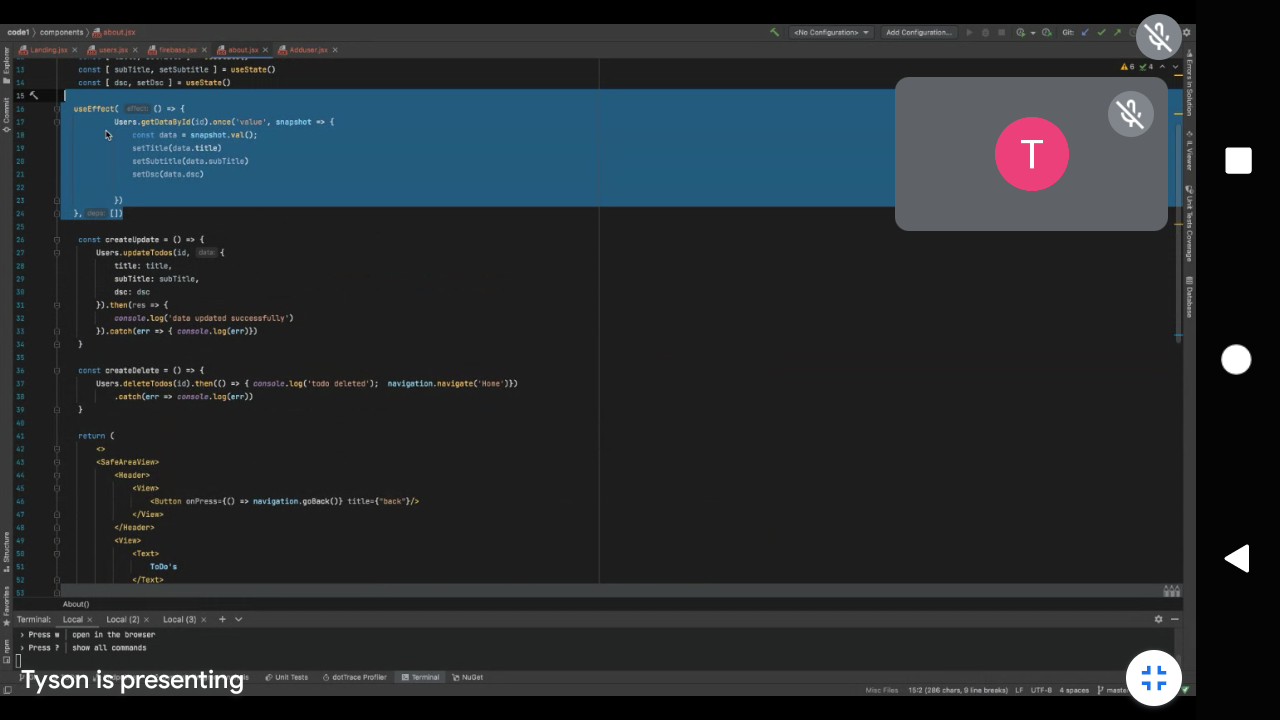 code1 components about.jsx
<No Configuration> Add Configuration... Git:
Landing.jsx users.jsx firebase.jsx about.jsx Adduser.jsx
13
14 const [ subTitle, setSubtitle ] = useState()
const [ dsc, setDsc ] = useState()
15
16 useEffect( effect: () => {
17 Users.getDataById(id).once('value', snapshot => {
18 const data = snapshot.val();
19 setTitle(data.title)
20 setSubtitle(data.subTitle)
21 setDsc(data.dsc)
22
23 })
24 }, deps: [])
25
26 const createUpdate = () => {
27 Users.updateTodos(id, data: {
28 title: title,
29 subTitle: subTitle,
30 dsc: dsc
31 }).then(res => {
32 console.log('data updated successfully')
33 }).catch(err => { console.log(err)})
34 }
35
36 const createDelete = () => {
37 Users.deleteTodos(id).then(() => { console.log('todo deleted'); navigation.navigate('Home')})
38 .catch(err => console.log(err))
39 }
40
41 return (
42 <>
43 <SafeAreaView>
44 <Header>
45 <View>
46 <Button onPress={() => navigation.goBack()} title={"back"}/>
47 </View>
48 </Header>
49 <View>
50 <Text>
51 ToDo's
52 </Text>
53
About()
Terminal: Local Local (2) Local (3)
› Press w | open in the browser
› Press ? | show all commands
Unit Tests dotTrace Profiler Terminal NuGet
Misc Files 15:2 (286 chars, 9 line breaks) LF UTF-8 4 spaces
Explorer
Commit
Structure
Favorites
npm
Errors In Solution
IL Viewer
Unit Tests Coverage
Database
6 4
T
Tyson is presenting